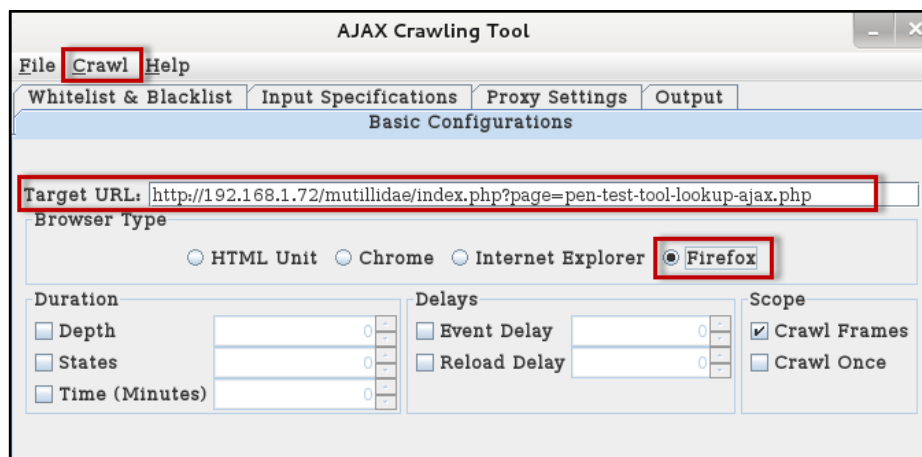 AJAX Crawling Tool
File Crawl Help
Whitelist & Blacklist Input Specifications Proxy Settings Output
Basic Configurations
Target URL: http://192.168.1.72/mutillidae/index.php?page=pen-test-tool-lookup-ajax.php
Browser Type
HTML Unit Chrome Internet Explorer Firefox
Duration Delays Scope
Depth 0 Event Delay 0 Crawl Frames
States 0 Reload Delay 0 Crawl Once
Time (Minutes) 0